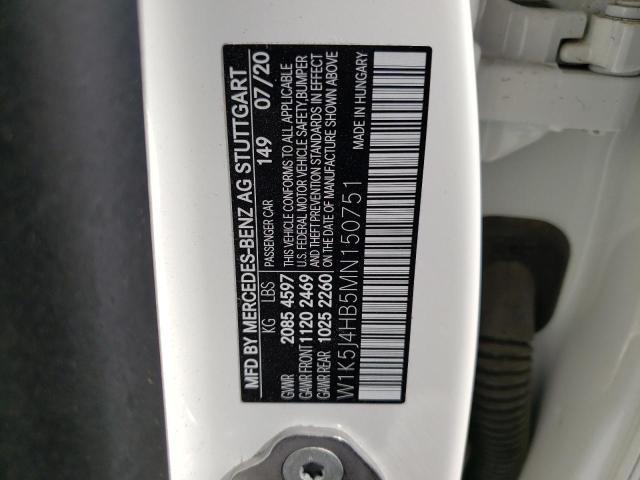 MFD BY MERCEDES-BENZ AG STUTTGART
PASSENGER CAR 149 07/20
KG LBS
GVWR 2085 4597
GAWR FRONT 1120 2469
GAWR REAR 1025 2260
THIS VEHICLE CONFORMS TO ALL APPLICABLE
U.S. FEDERAL MOTOR VEHICLE SAFETY, BUMPER
AND THEFT PREVENTION STANDARDS IN EFFECT
ON THE DATE OF MANUFACTURE SHOWN ABOVE
W1K5J4HB5MN150751
MADE IN HUNGARY